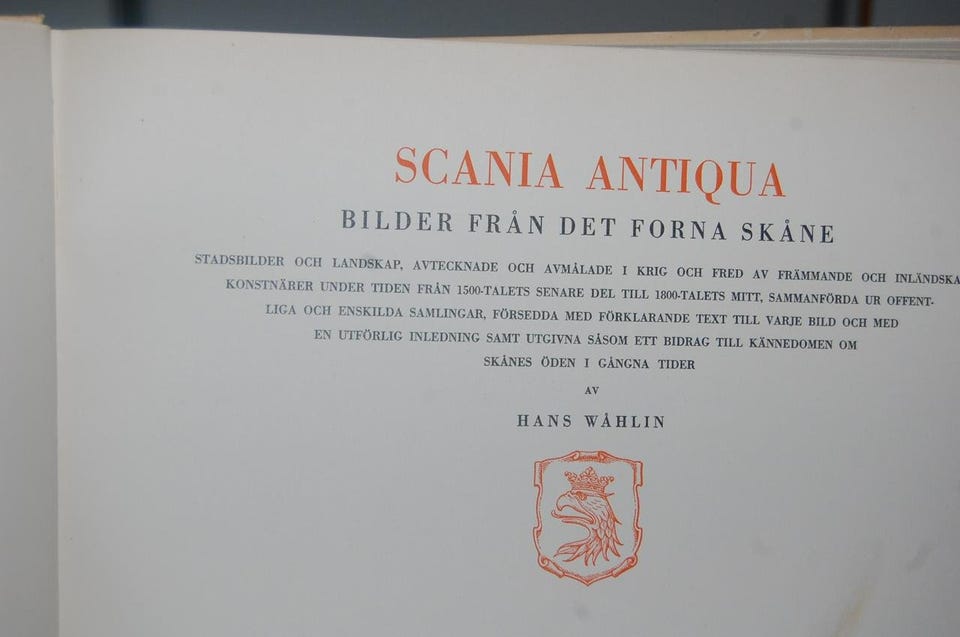 SCANIA ANTIQUA
BILDER FRÅN DET FORNA SKÅNE
STADSBILDER OCH LANDSKAP, AVTECKNADE OCH AVMÅLADE I KRIG OCH FRED AV FRÄMMANDE OCH INLÄNDSKA
KONSTNÄRER UNDER TIDEN FRÅN 1500-TALETS SENARE DEL TILL 1800-TALETS MITT, SAMMANFÖRDA UR OFFENT-
LIGA OCH ENSKILDA SAMLINGAR, FÖRSEDDA MED FÖRKLARANDE TEXT TILL VARJE BILD OCH MED
EN UTFÖRLIG INLEDNING SAMT UTGIVNA SÅSOM ETT BIDRAG TILL KÄNNEDOMEN OM
SKÅNES ÖDEN I GÅNGNA TIDER
AV
HANS WÅHLIN